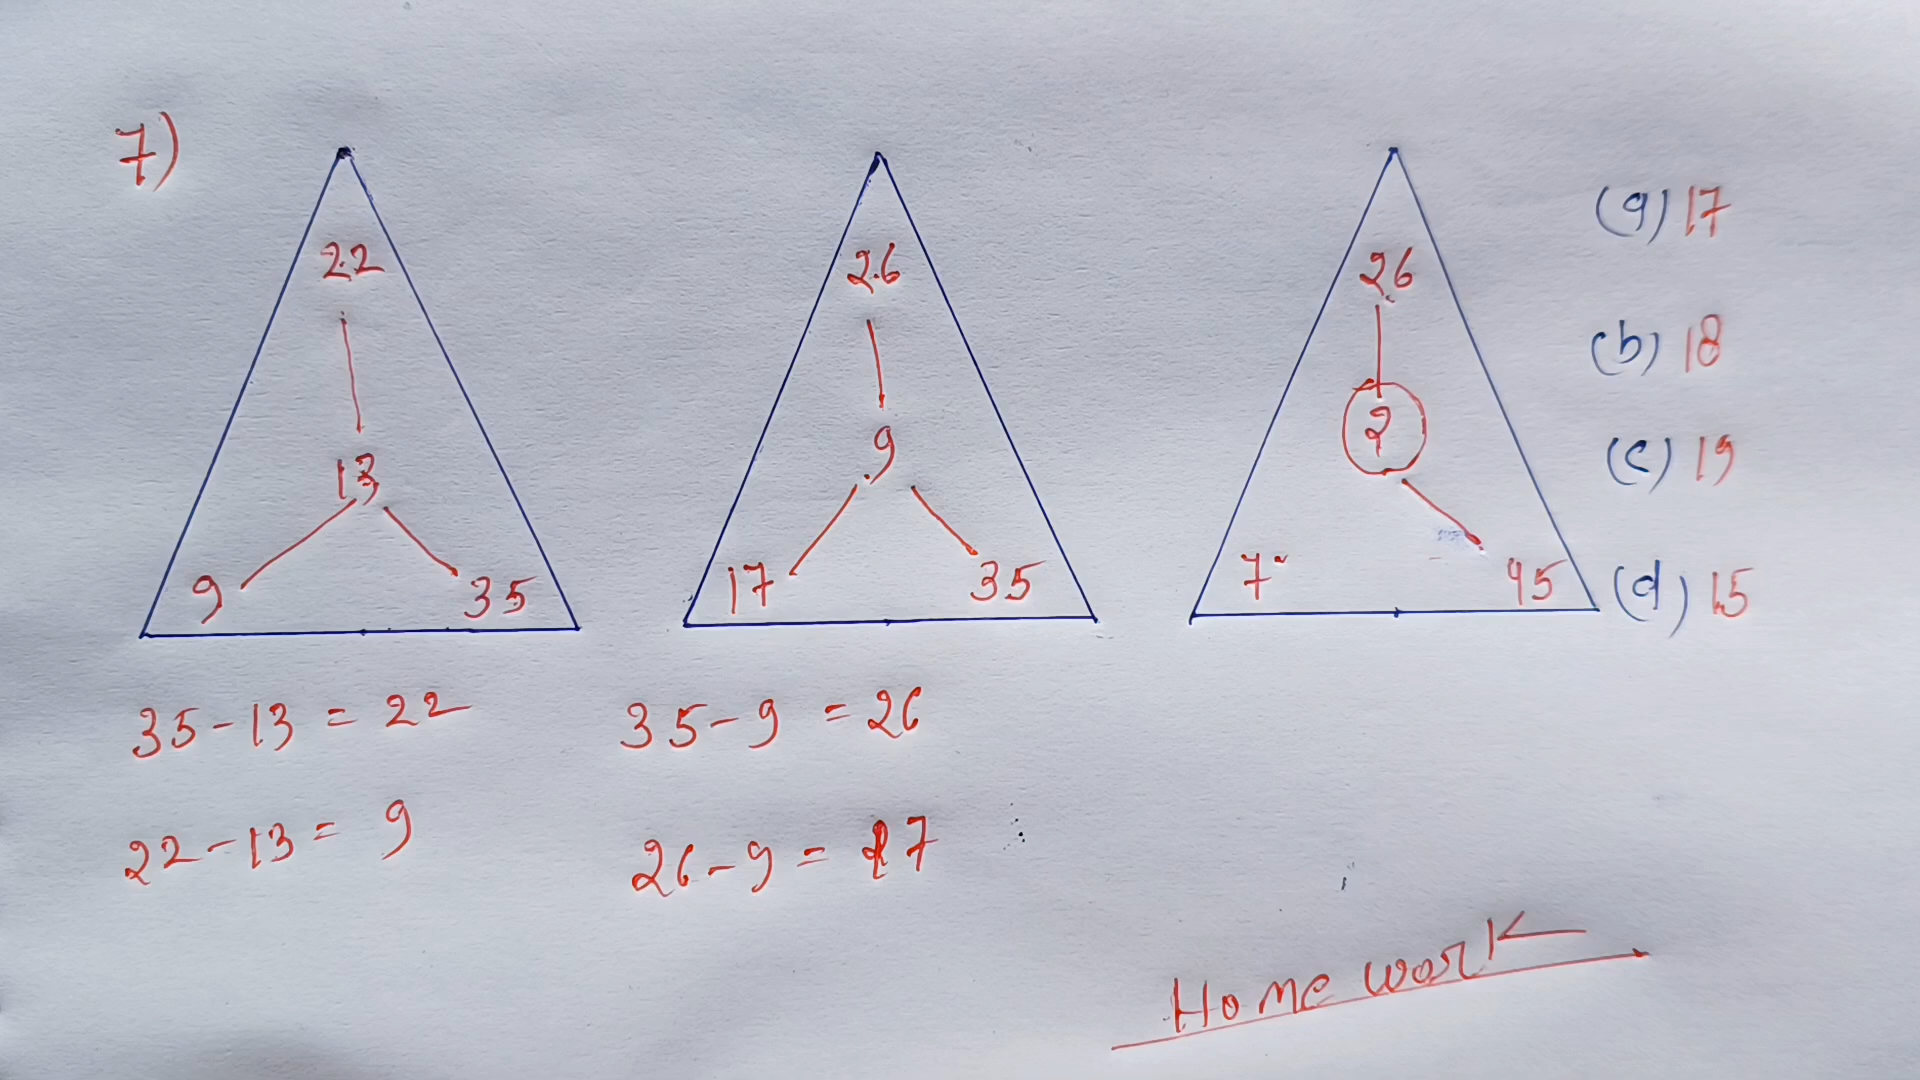 7)
22
13
9 35
26
9
17 35
26
?
7 45
(a) 17
(b) 18
(c) 19
(d) 15
35-13 = 22
22-13 = 9
35-9 = 26
26-9 = 17
Home work